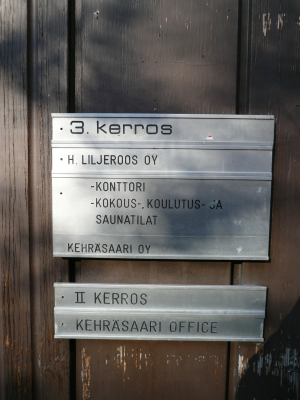 3. kerros
H. LILJEROOS OY
-KONTTORI
-KOKOUS-, KOULUTUS- JA
SAUNATILAT
KEHRÄSAARI OY
II KERROS
KEHRÄSAARI OFFICE